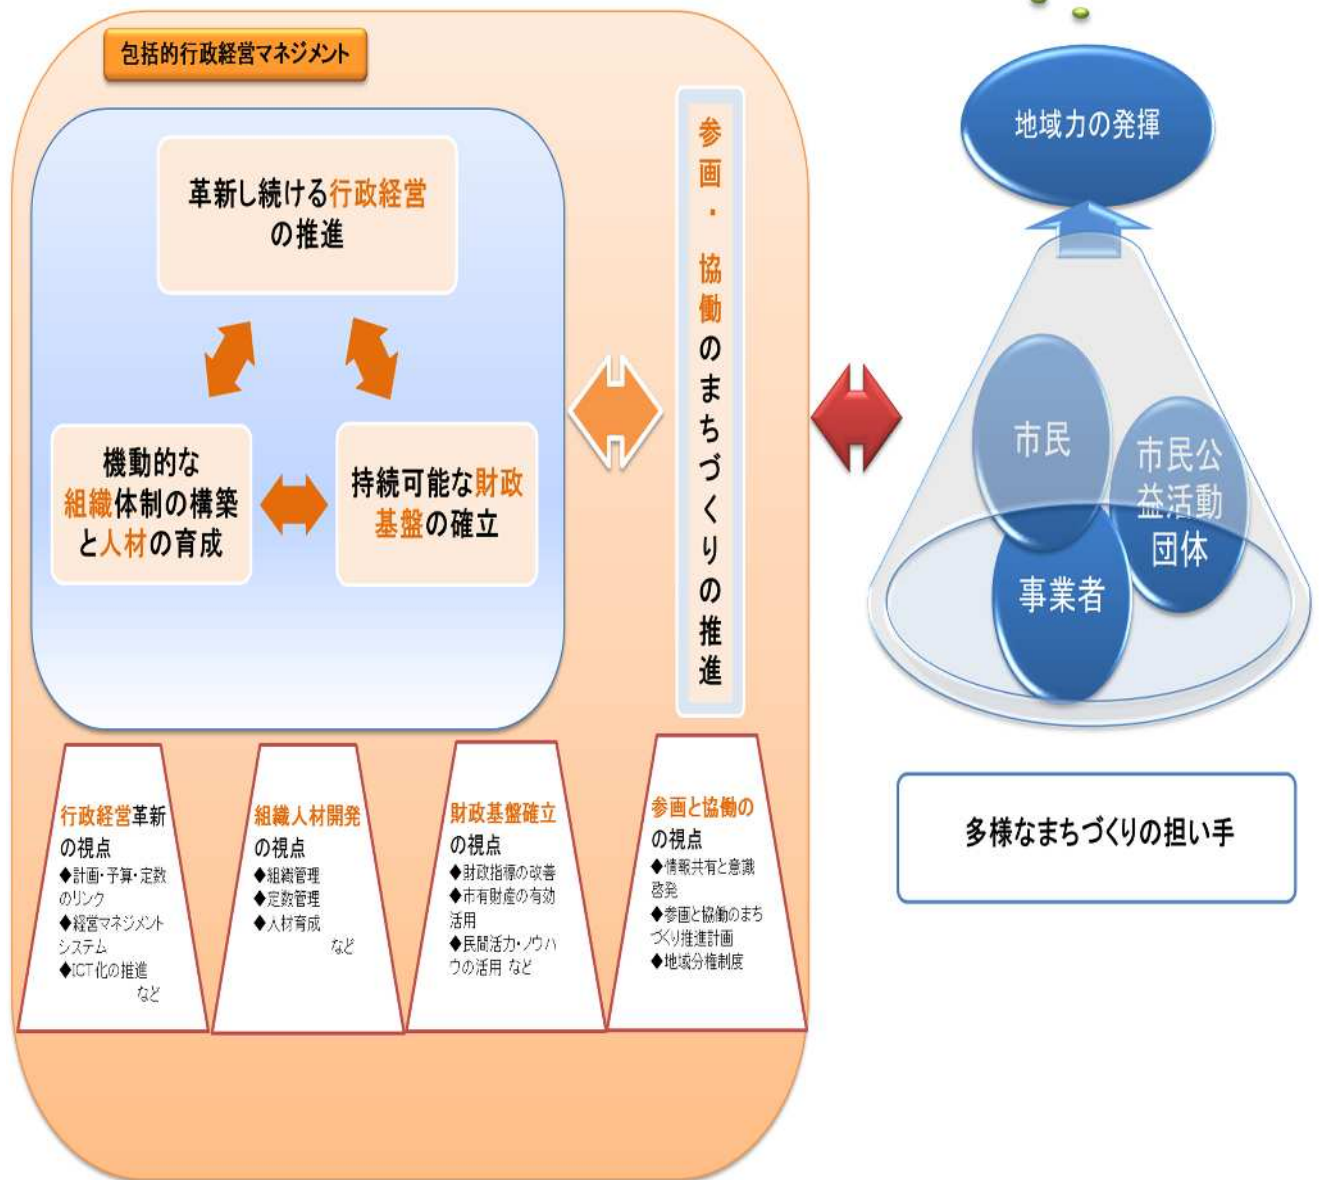 包括的行政経営マネジメント
革新し続ける行政経営
の推進
機動的な
組織体制の構築
と人材の育成
持続可能な財政
基盤の確立
参画・協働のまちづくりの推進
行政経営革新
の視点
◆計画・予算・定数
のリンク
◆経営マネジメント
システム
◆ICT化の推進
など
組織人材開発
の視点
◆組織管理
◆定数管理
◆人材育成
など
財政基盤確立
の視点
◆財政指標の改善
◆市有財産の有効
活用
◆民間活力・ノウハ
ウの活用 など
参画と協働の
の視点
◆情報共有と意識
啓発
◆参画と協働のまち
づくり推進計画
◆地域分権制度
地域力の発揮
市民
市民公
益活動
団体
事業者
多様なまちづくりの担い手